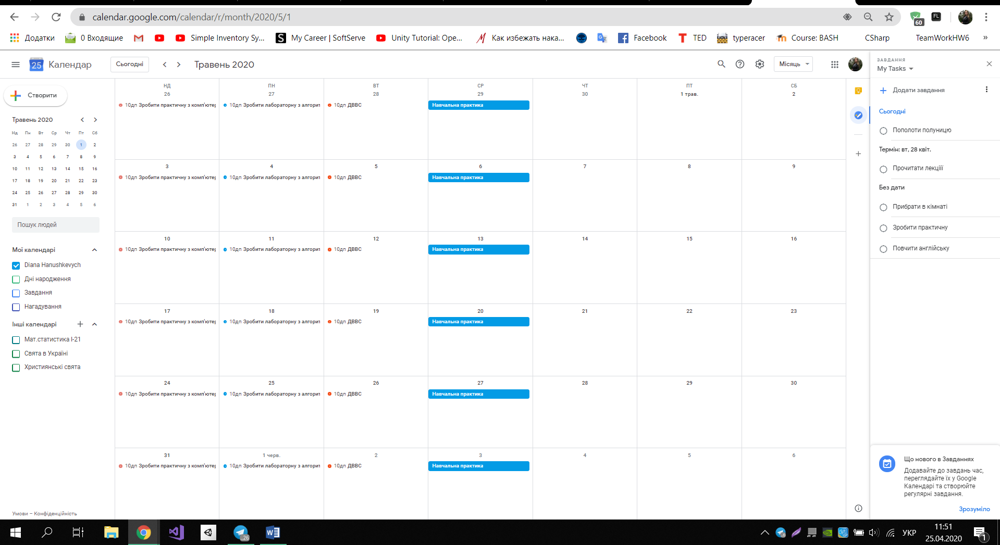 calendar.google.com/calendar/r/month/2020/5/1
60
FL
Додатки
0 Входящие
Simple Inventory Sy...
S
My Career | SoftServe
Unity Tutorial: Ope...
Как избежать нака...
Facebook
TED
typeracer
Course: BASH
CSharp
TeamWorkHW6
»
25 Календар
Сьогодні
Травень 2020
Місяць
ЗАВДАННЯ
My Tasks
Створити
Травень 2020
Нд Пн Вт Ср Чт Пт Сб
26 27 28 29 30 1 2
3 4 5 6 7 8 9
10 11 12 13 14 15 16
17 18 19 20 21 22 23
24 25 26 27 28 29 30
31 1 2 3 4 5 6
Пошук людей
Мої календарі
Diana Hanushkevych
Дні народження
Завдання
Нагадування
Інші календарі
Мат.статистика І-21
Свята в Україні
Християнські свята
Умови – Конфіденційність
НД ПН ВТ СР ЧТ ПТ СБ
26 27 28 29 30 1 трав. 2
10дп Зробити практичну з комп'ютер 10дп Зробити лабораторну з алгорит 10дп ДВВС Навчальна практика
3 4 5 6 7 8 9
10дп Зробити практичну з комп'ютер 10дп Зробити лабораторну з алгорит 10дп ДВВС Навчальна практика
10 11 12 13 14 15 16
10дп Зробити практичну з комп'ютер 10дп Зробити лабораторну з алгорит 10дп ДВВС Навчальна практика
17 18 19 20 21 22 23
10дп Зробити практичну з комп'ютер 10дп Зробити лабораторну з алгорит 10дп ДВВС Навчальна практика
24 25 26 27 28 29 30
10дп Зробити практичну з комп'ютер 10дп Зробити лабораторну з алгорит 10дп ДВВС Навчальна практика
31 1 черв. 2 3 4 5 6
10дп Зробити практичну з комп'ютер 10дп Зробити лабораторну з алгорит 10дп ДВВС Навчальна практика
Додати завдання
Сьогодні
Пополоти полуницю
Термін: вт, 28 квіт.
Прочитати лекціїї
Без дати
Прибрати в кімнаті
Зробити практичну
Повчити англійську
Що нового в Завданнях
Додавайте до завдань час,
переглядайте їх у Google
Календарі та створюйте
регулярні завдання.
Зрозуміло
26
УКР
11:51
25.04.2020
1